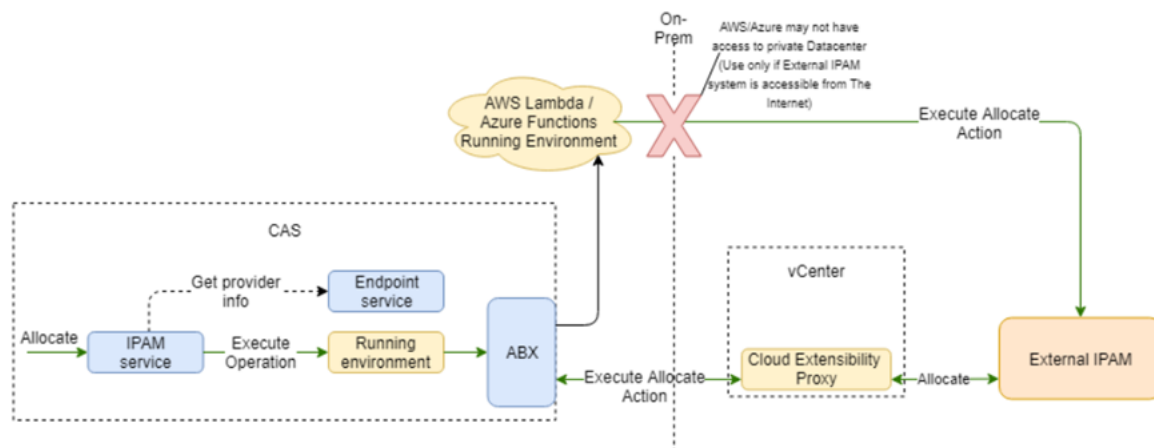 On-
Prem
AWS/Azure may not have
access to private Datacenter
(Use only if External IPAM
system is accessible from The
Internet)
AWS Lambda /
Azure Functions
Running Environment
Execute Allocate
Action
CAS
Get provider
info
Endpoint
service
Allocate
IPAM
service
Execute
Operation
Running
environment
ABX
Execute Allocate
Action
vCenter
Cloud Extensibility
Proxy
Allocate
External IPAM